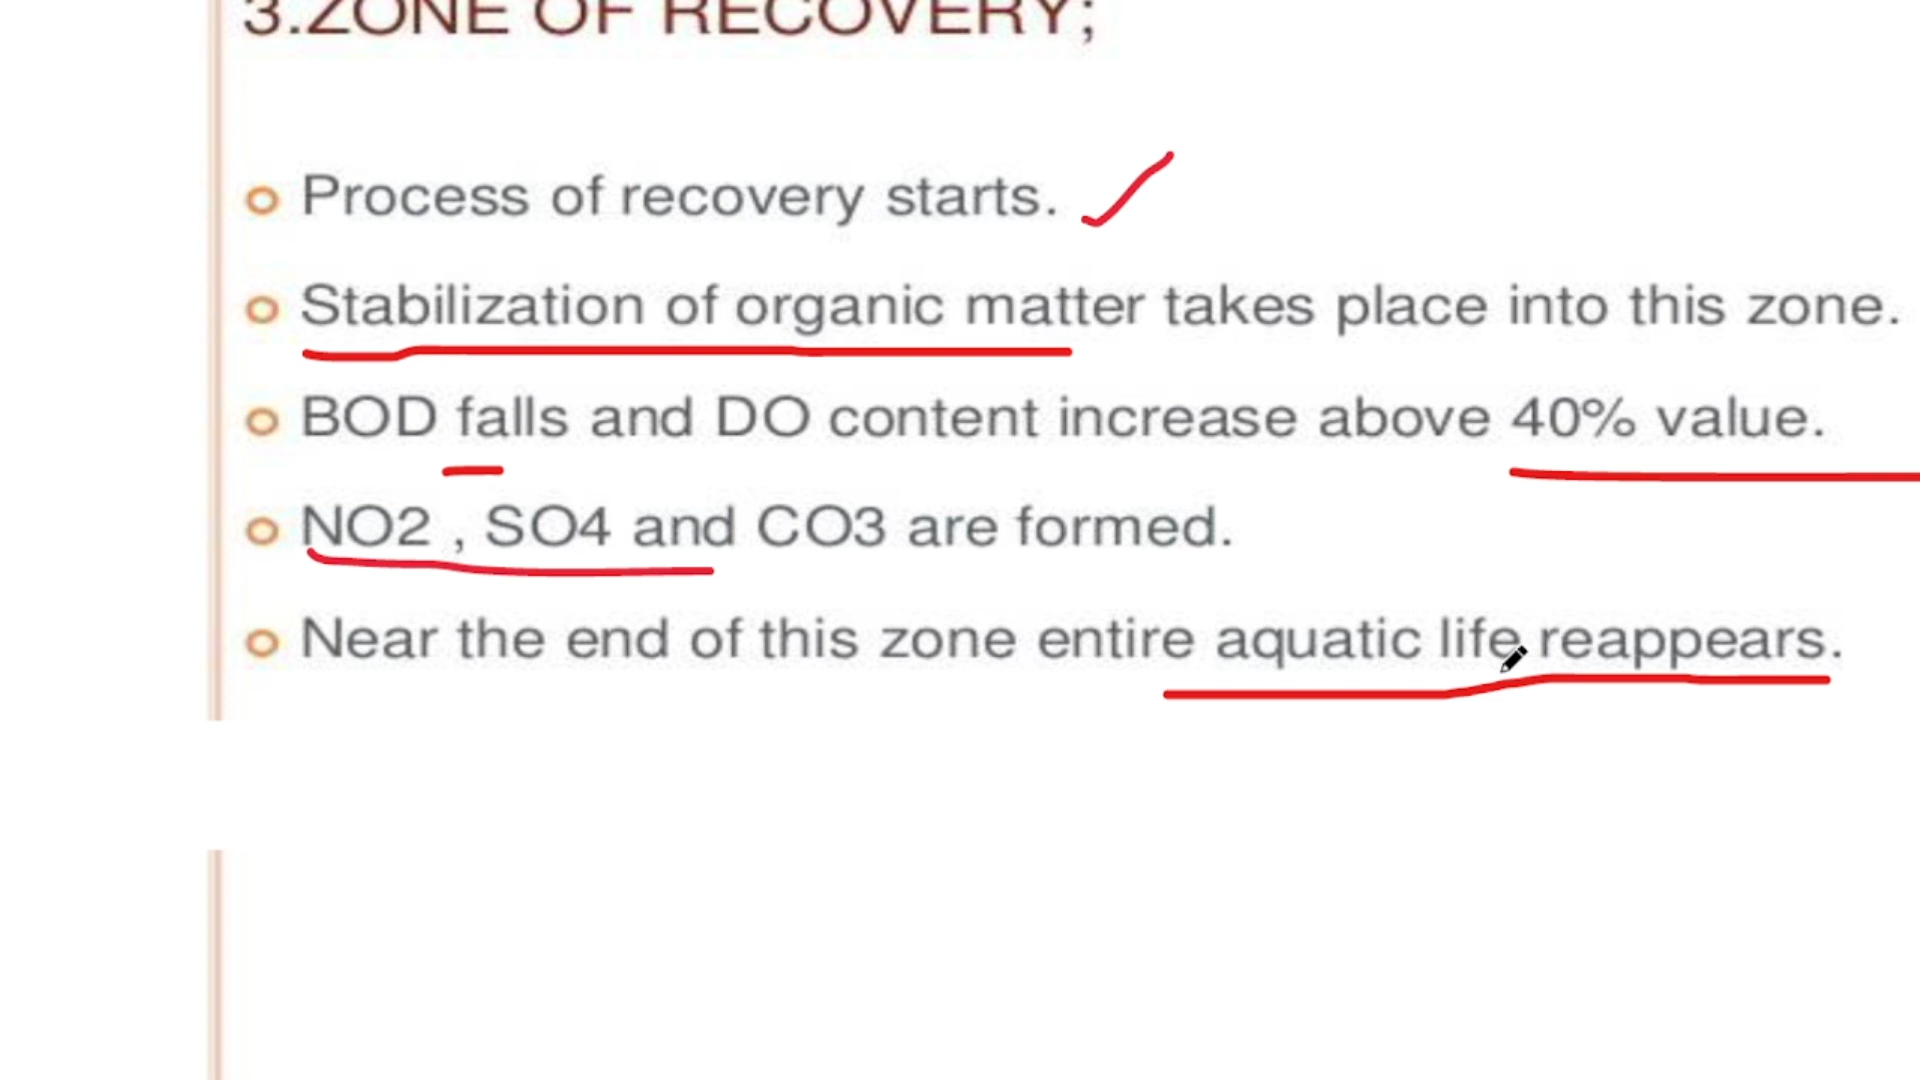 3.ZONE OF RECOVERY;
Process of recovery starts.
Stabilization of organic matter takes place into this zone.
BOD falls and DO content increase above 40% value.
NO2 , SO4 and CO3 are formed.
Near the end of this zone entire aquatic life reappears.